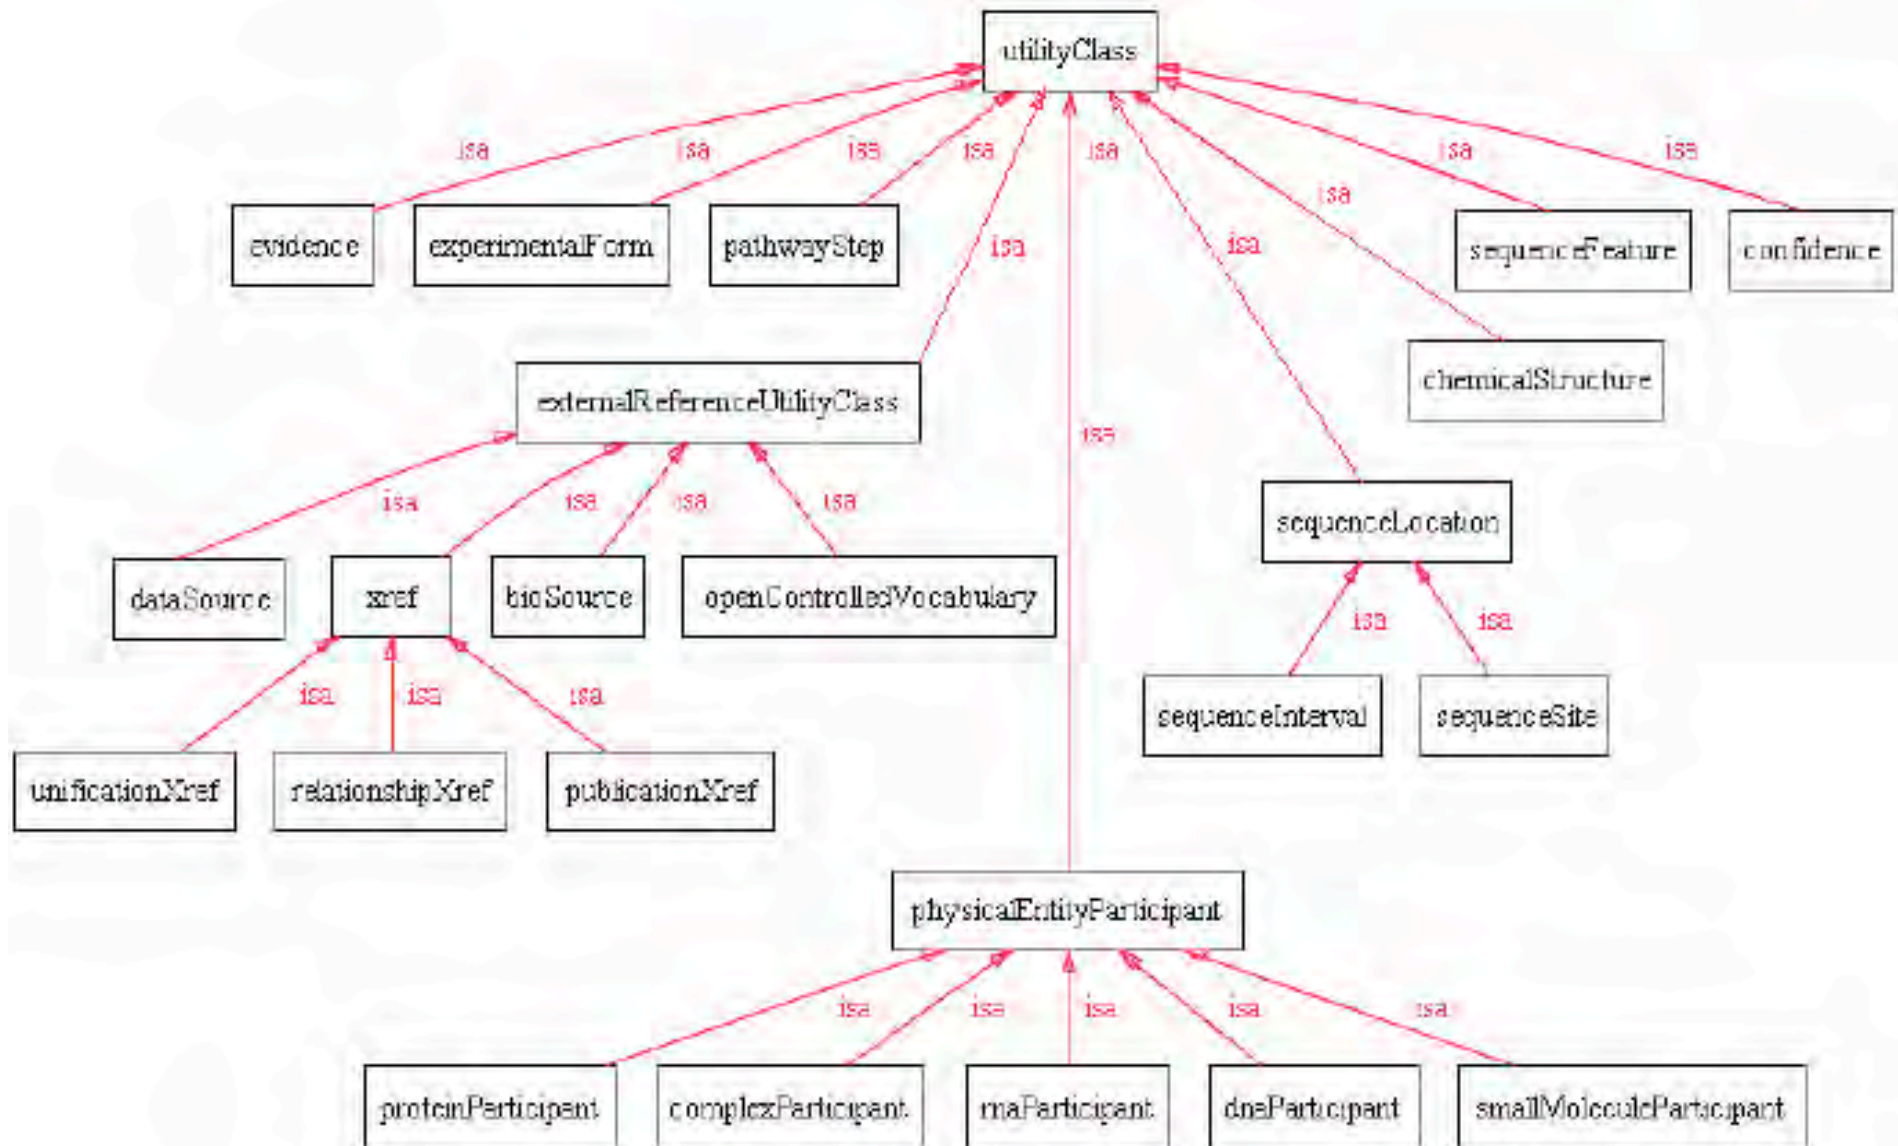 utilityClass
isa isa isa isa isa isa isa
isa
evidence experimentalForm pathwayStep isa isa sequenceFeature confidence
externalReferenceUtilityClass chemicalStructure
isa
isa isa isa isa
sequenceLocation
dataSource xref bioSource openControlledVocabulary
isa isa
isa isa isa
sequenceInterval sequenceSite
unificationXref relationshipXref publicationXref
physicalEntityParticipant
isa isa isa isa isa
proteinParticipant complexParticipant rnaParticipant dnaParticipant smallMoleculeParticipant